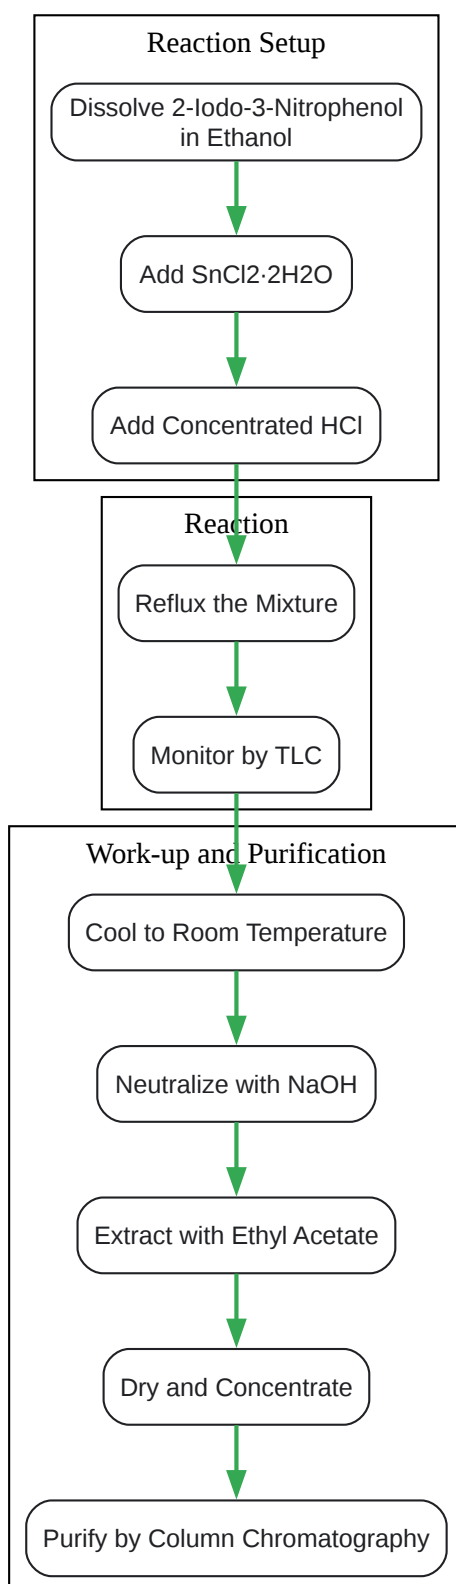 Reaction Setup
Dissolve 2-Iodo-3-Nitrophenol
in Ethanol
Add SnCl2·2H2O
Add Concentrated HCl
Reaction
Reflux the Mixture
Monitor by TLC
Work-up and Purification
Cool to Room Temperature
Neutralize with NaOH
Extract with Ethyl Acetate
Dry and Concentrate
Purify by Column Chromatography